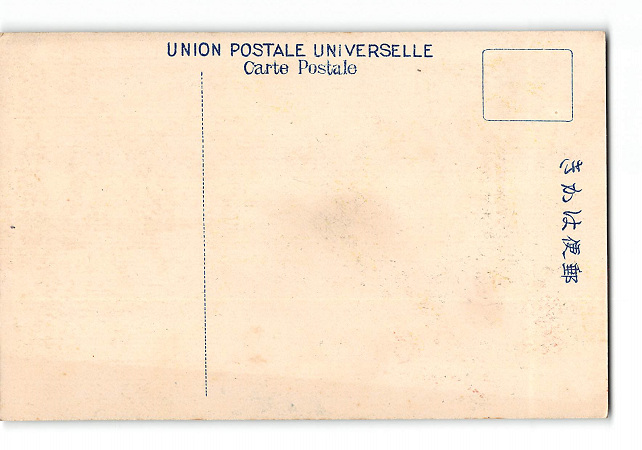 UNION POSTALE UNIVERSELLE
Carte Postale
きかは便郵